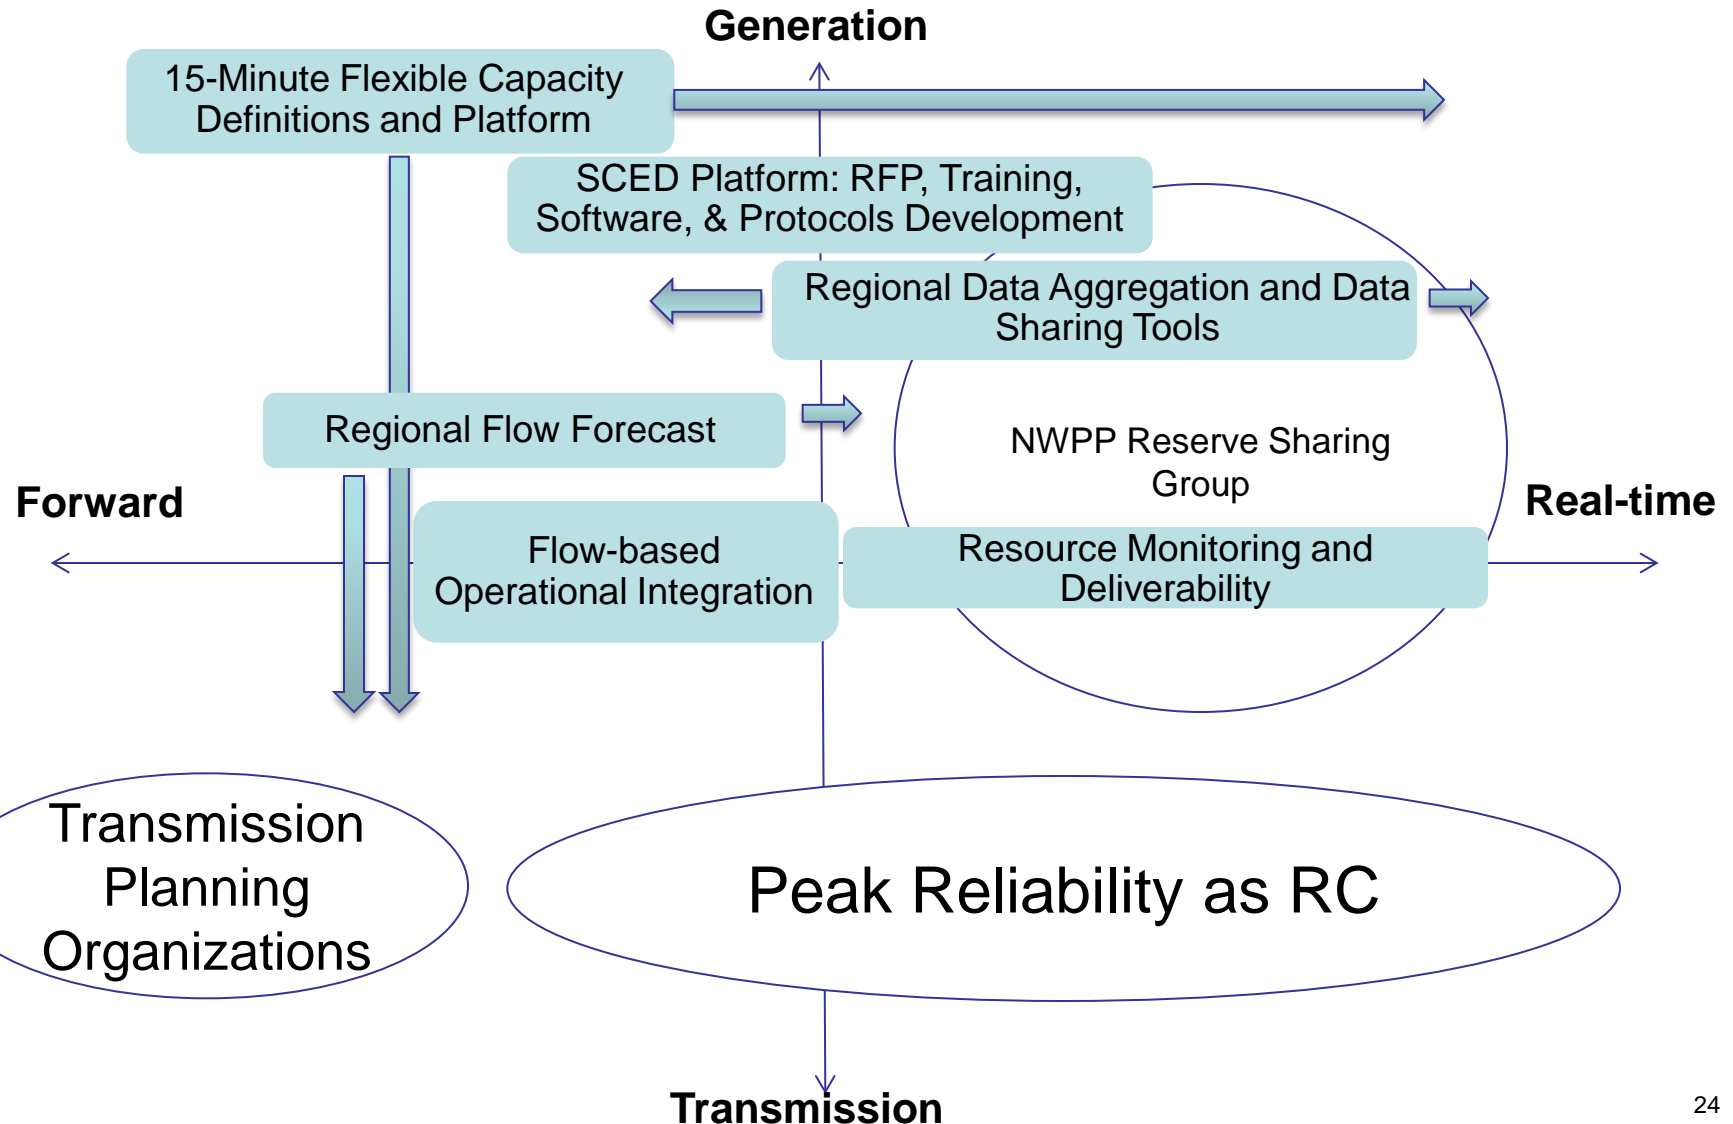 Generation
15-Minute Flexible Capacity
Definitions and Platform
SCED Platform: RFP, Training,
Software, & Protocols Development
Regional Data Aggregation and Data
Sharing Tools
Regional Flow Forecast
NWPP Reserve Sharing
Group
Forward
Real-time
Flow-based
Operational Integration
Resource Monitoring and
Deliverability
Transmission
Planning
Organizations
Peak Reliability as RC
Transmission
24